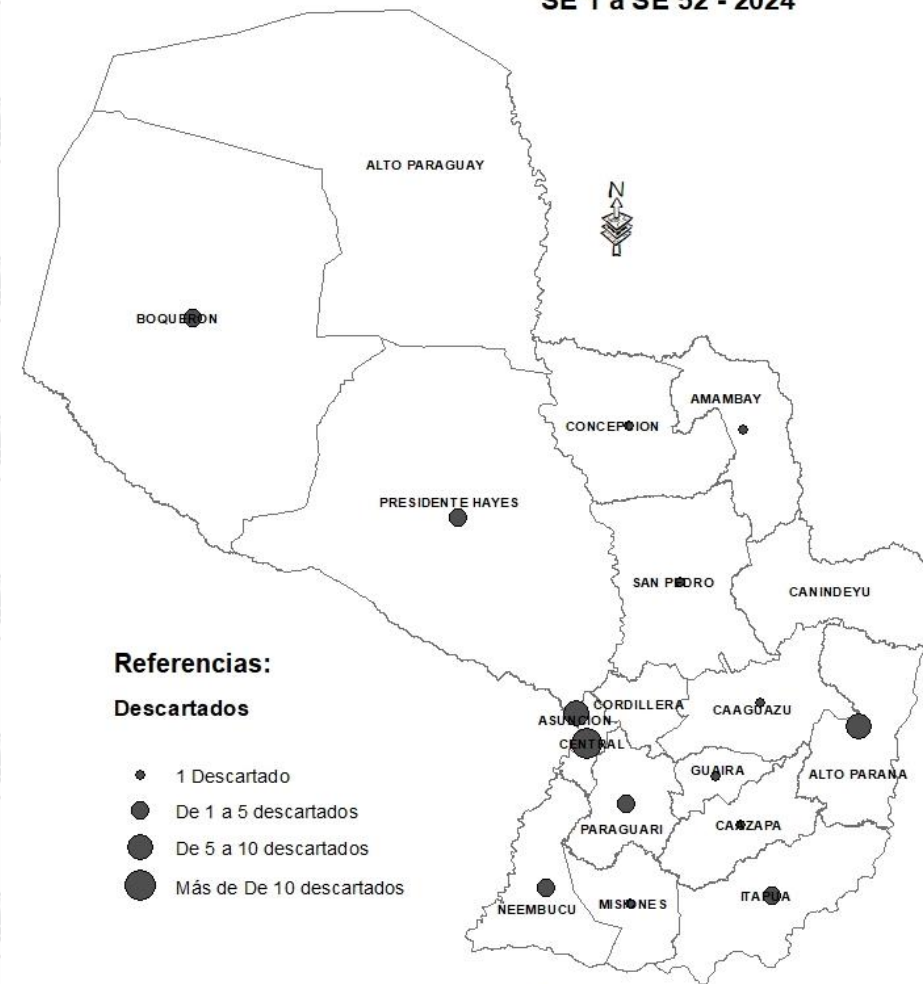 SE 1 a SE 52 - 2024
ALTO PARAGUAY
N
BOQUERON
AMAMBAY
CONCEPCION
PRESIDENTE HAYES
SAN PEDRO
CANINDEYU
Referencias:
Descartados
1 Descartado
De 1 a 5 descartados
De 5 a 10 descartados
Más de De 10 descartados
CORDILLERA
CAAGUAZU
ASUNCION
CENTRAL
GUAIRA
ALTO PARANA
PARAGUARI
CAAZAPA
ITAPUA
MISIONES
NEEMBUCU